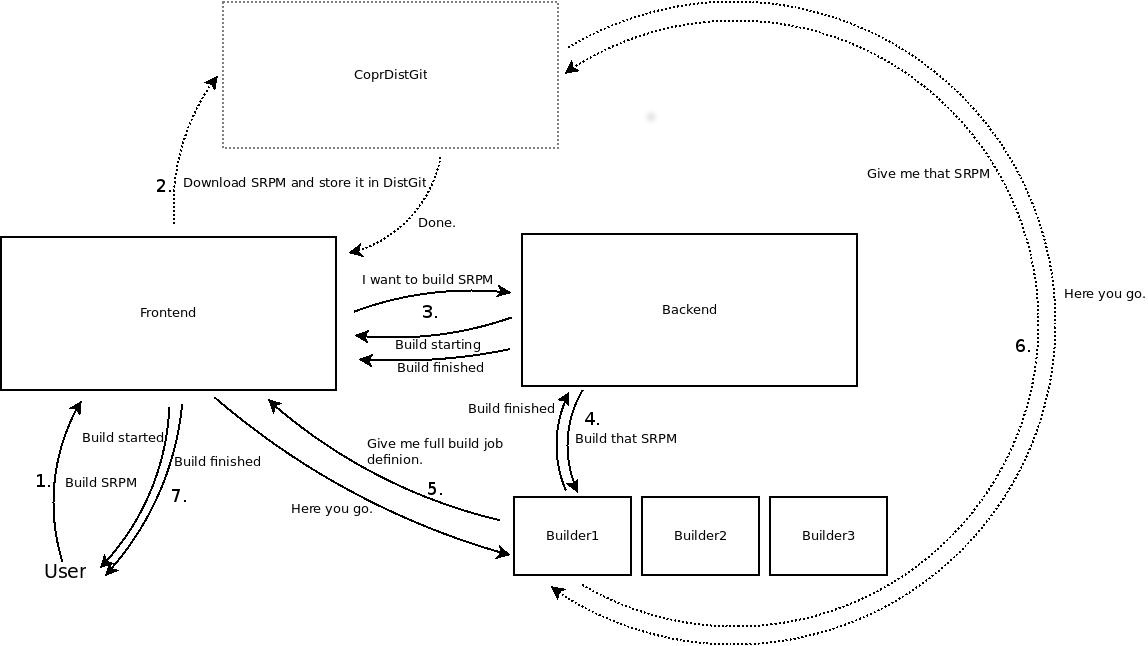 CoprDistGit
2.
Download SRPM and store it in DistGit
Give me that SRPM
Done.
I want to build SRPM
Here you go.
Frontend
3.
Backend
Build starting
6.
Build finished
Build started
Build finished
4.
Build that SRPM
Give me full build job
definion.
Build finished
1.
Build SRPM
7.
5.
Here you go.
Builder1
Builder2
Builder3
User